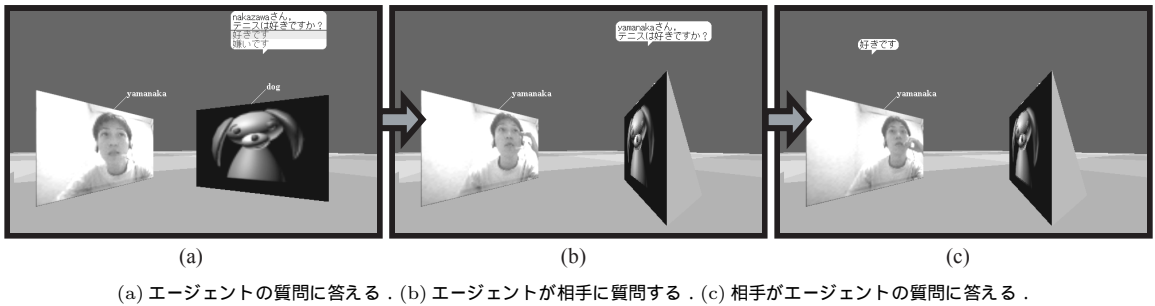 nakazawaさん,
テニスは好きですか？
好きです
嫌いです
yamanaka
dog
yamanakaさん,
テニスは好きですか？
yamanaka
好きです
yamanaka
(a)
(b)
(c)
(a) エージェントの質問に答える．(b) エージェントが相手に質問する．(c) 相手がエージェントの質問に答える．